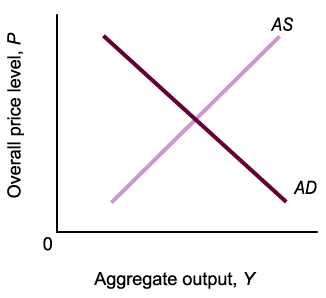 AS
Overall price level, P
AD
0
Aggregate output, Y